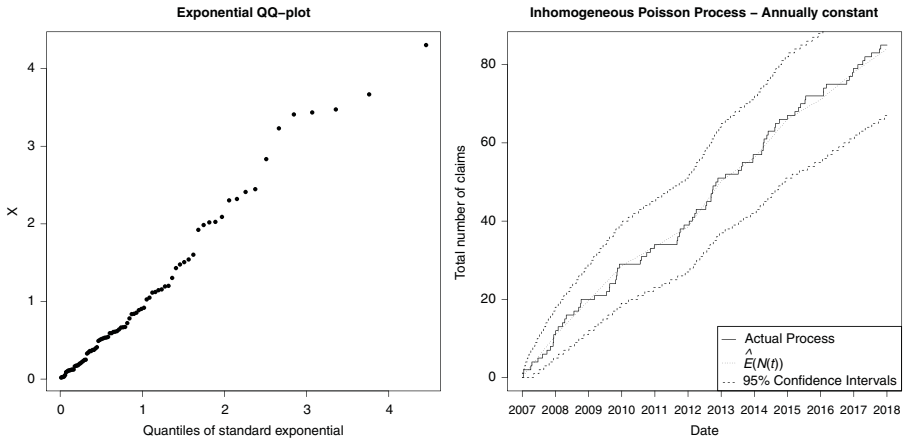 Exponential QQ−plot
X
4
3
2
1
0
0 1 2 3 4
Quantiles of standard exponential
Inhomogeneous Poisson Process − Annually constant
Total number of claims
80
60
40
20
0
Actual Process
Ê(N(t))
95% Confidence Intervals
2007 2008 2009 2010 2011 2012 2013 2014 2015 2016 2017 2018
Date